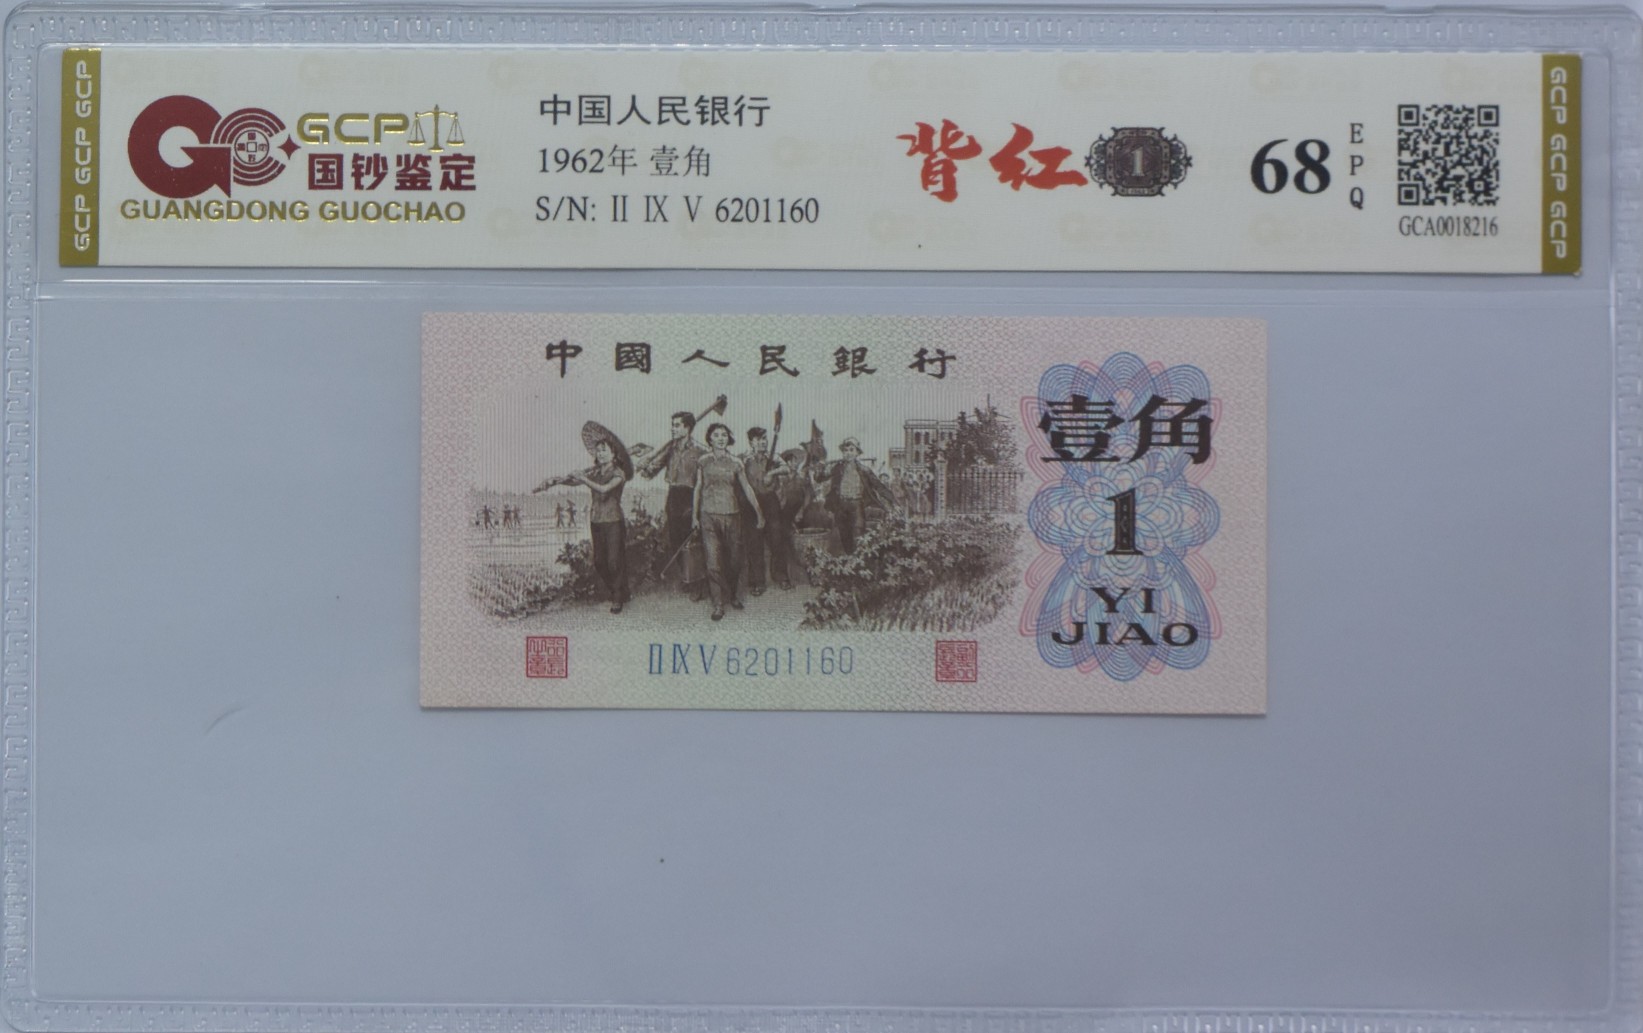 GCP GCP GCP
GCP
国钞鉴定
GUANGDONG GUOCHAO
中国人民银行
1962年 壹角
S/N: II IX V 6201160
背红
1
68
EPQ
GCA0018216
GCP GCP GCP
中國人民銀行
壹角
1
YI
JIAO
II IX V 6201160